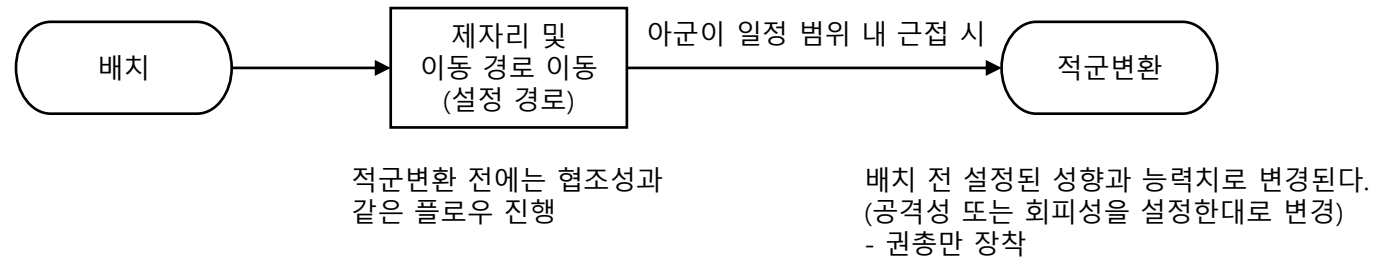 배치
제자리 및
이동 경로 이동
(설정 경로)
아군이 일정 범위 내 근접 시
적군변환
적군변환 전에는 협조성과
같은 플로우 진행
배치 전 설정된 성향과 능력치로 변경된다.
(공격성 또는 회피성을 설정한대로 변경)
- 권총만 장착